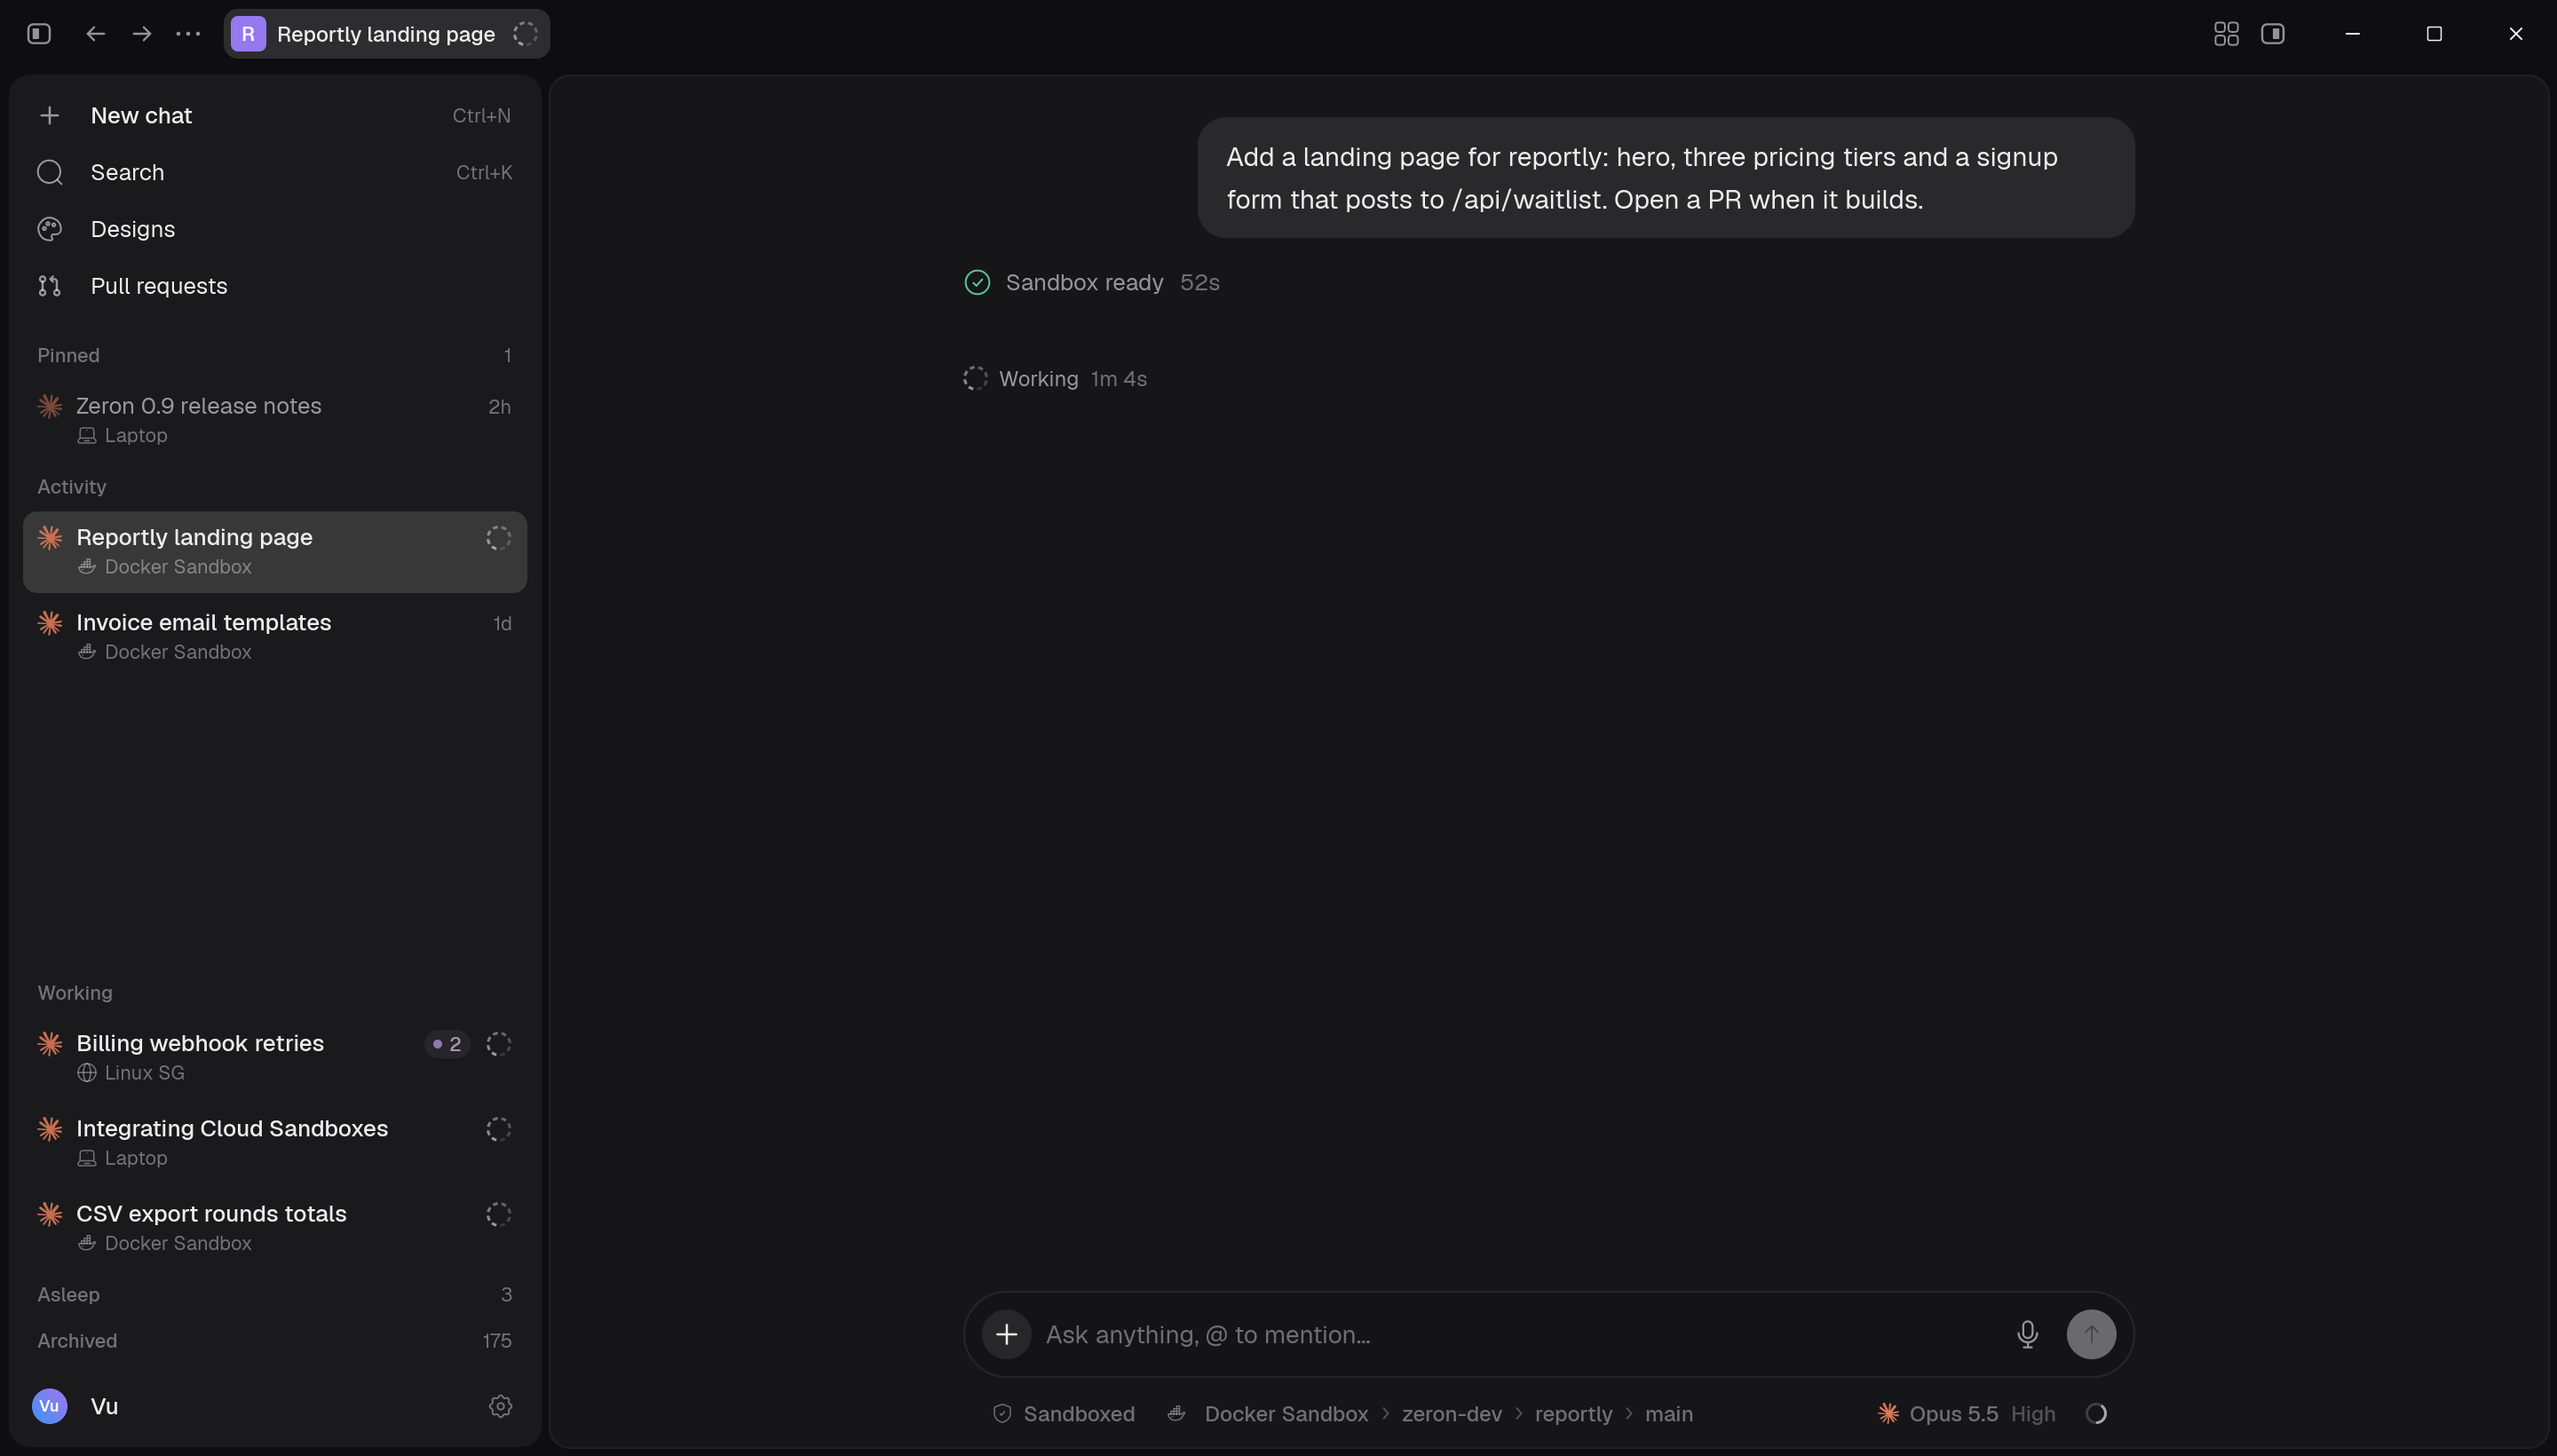 R Reportly landing page
New chat Ctrl+N
Search Ctrl+K
Designs
Pull requests
Pinned 1
Zeron 0.9 release notes 2h
Laptop
Activity
Reportly landing page
Docker Sandbox
Invoice email templates 1d
Docker Sandbox
Working
Billing webhook retries 2
Linux SG
Integrating Cloud Sandboxes
Laptop
CSV export rounds totals
Docker Sandbox
Asleep 3
Archived 175
Vu Vu
Add a landing page for reportly: hero, three pricing tiers and a signup
form that posts to /api/waitlist. Open a PR when it builds.
Sandbox ready 52s
Working 1m 4s
Ask anything, @ to mention...
Sandboxed Docker Sandbox > zeron-dev > reportly > main Opus 5.5 High